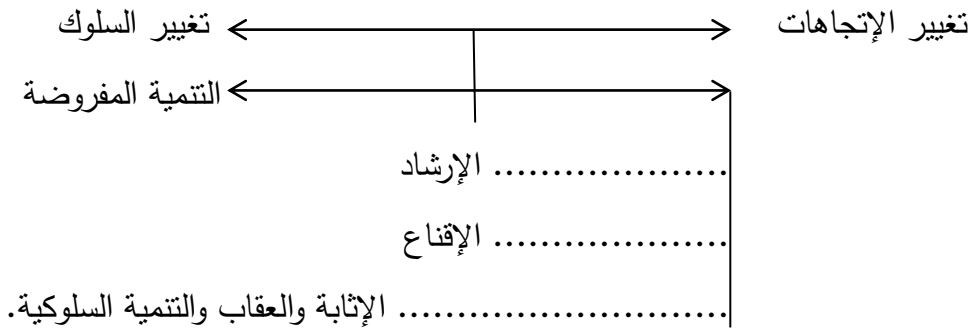 تغيير الإتجاهات تغيير السلوك
التنمية المفروضة
.................... الإرشاد
.................... الإقناع
............................ الإثابة والعقاب والتنمية السلوكية.